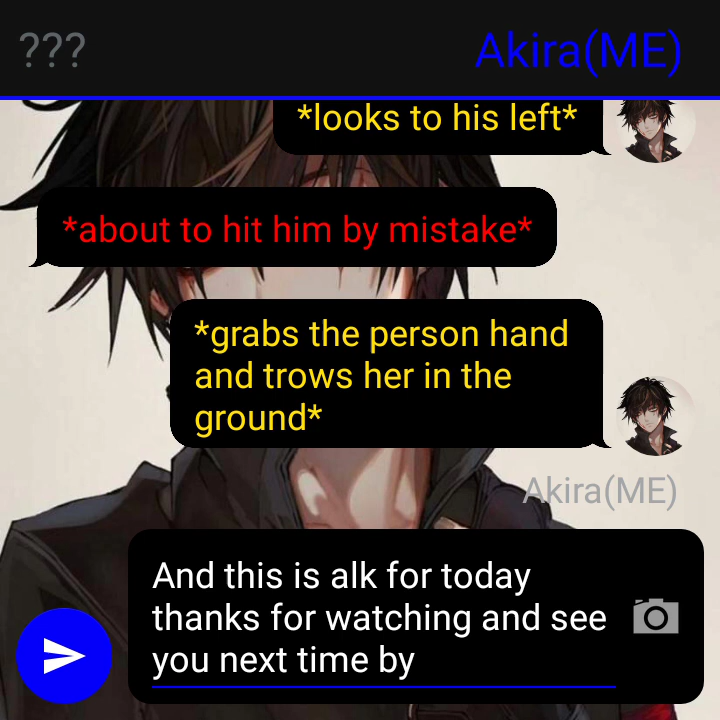 ??? Akira(ME)
*looks to his left*
*about to hit him by mistake*
*grabs the person hand
and trows her in the
ground*
Akira(ME)
And this is alk for today
thanks for watching and see
you next time by